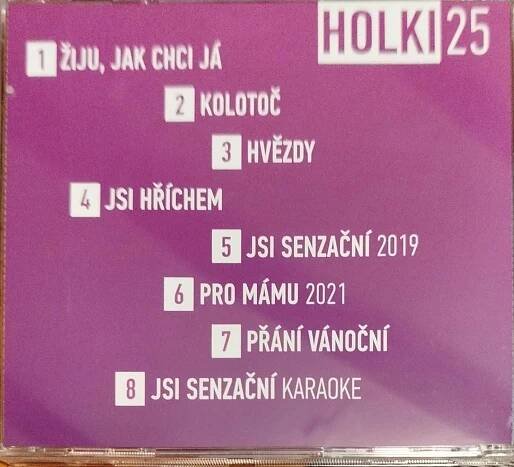 HOLKI 25
1 ŽIJU, JAK CHCI JÁ
2 KOLOTOČ
3 HVĚZDY
4 JSI HŘÍCHEM
5 JSI SENZAČNÍ 2019
6 PRO MÁMU 2021
7 PŘÁNÍ VÁNOČNÍ
8 JSI SENZAČNÍ KARAOKE